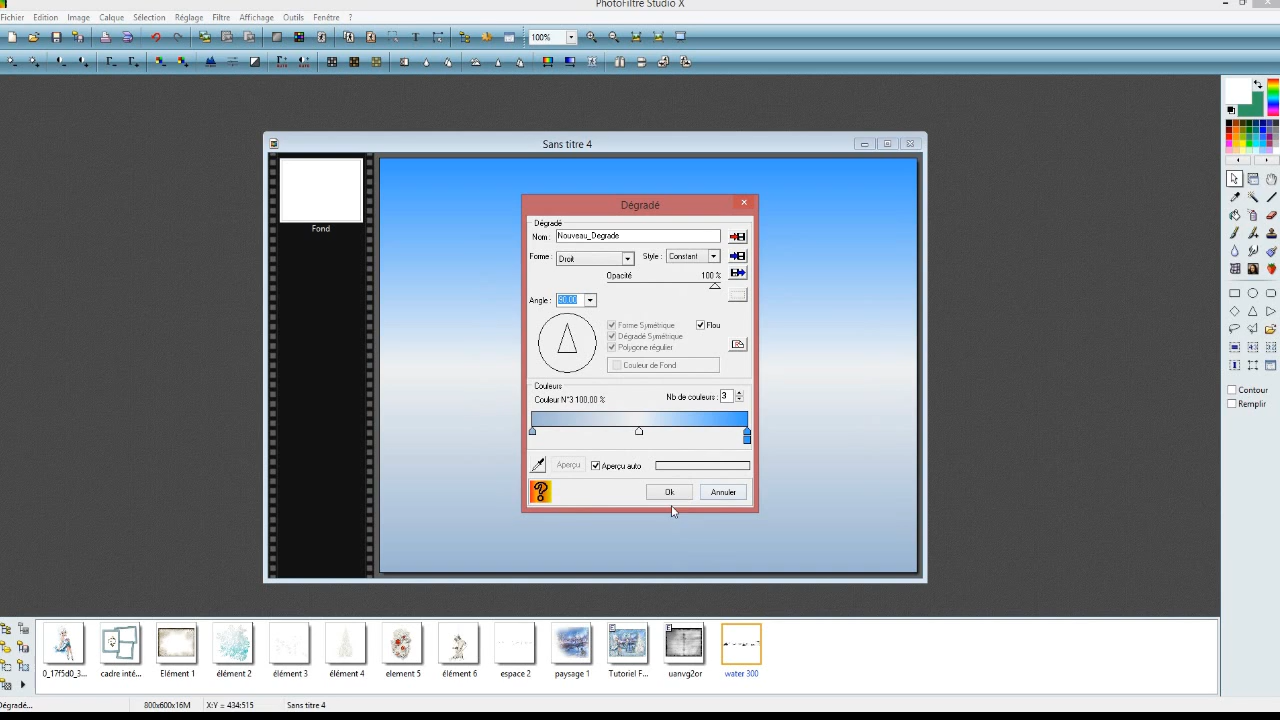 PhotoFiltre Studio X
Fichier Edition Image Calque Sélection Réglage Filtre Affichage Outils Fenêtre ?
100%
Sans titre 4
Fond
Dégradé
Dégradé
Nom : Nouveau_Degrade
Forme : Droit Style : Constant
Opacité 100 %
Angle : 90.00
Forme Symétrique Flou
Dégradé Symétrique
Polygone régulier
Couleur de Fond
Couleurs
Couleur N°3 100.00 % Nb de couleurs : 3
Aperçu Aperçu auto
Ok Annuler
Contour
Remplir
0_17f5d0_3... cadre inté... Elément 1 élément 2 élément 3 élément 4 element 5 élément 6 espace 2 paysage 1 Tutoriel F... uanvg2or water 300
Dégradé... 800x600x16M X:Y = 434:515 Sans titre 4